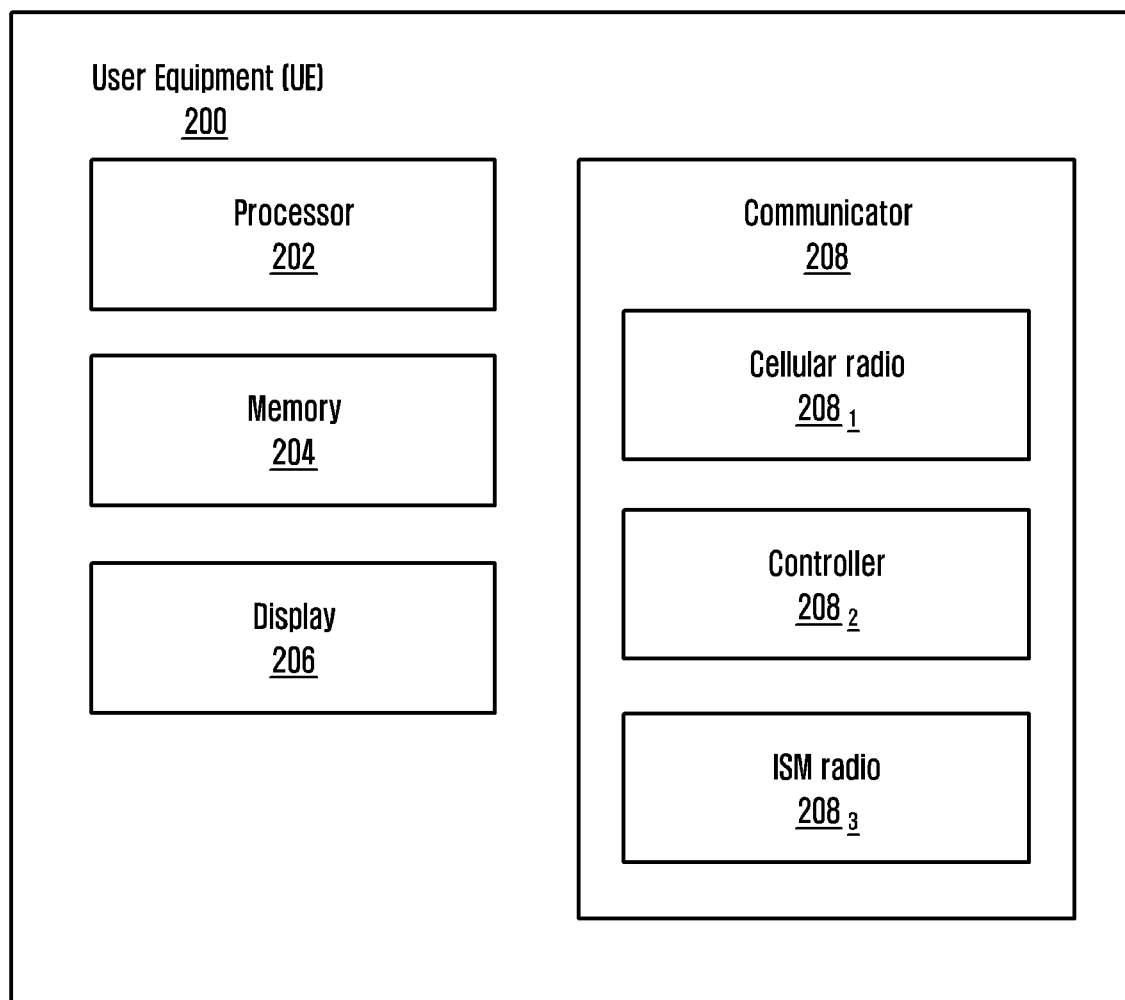 User Equipment (UE)
200
Processor
202
Memory
204
Display
206
Communicator
208
Cellular radio
208 1
Controller
208 2
ISM radio
208 3